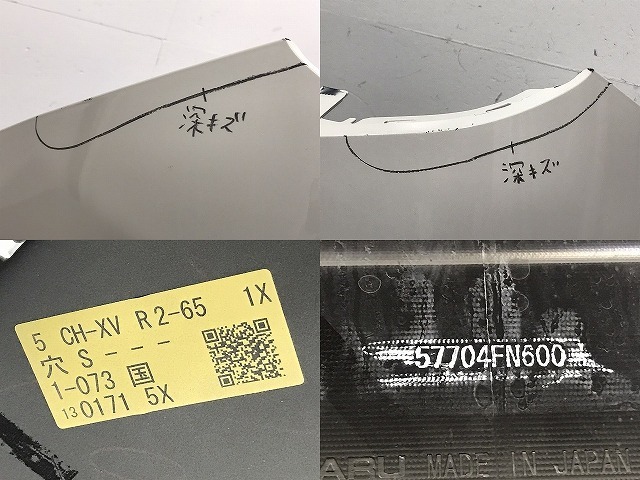 深キズ
深キズ
5 CH-XV R2-65 1X
穴 S - - -
1-073 国
13 0171 5X
57704FN600
ARU MADE IN JAPAN